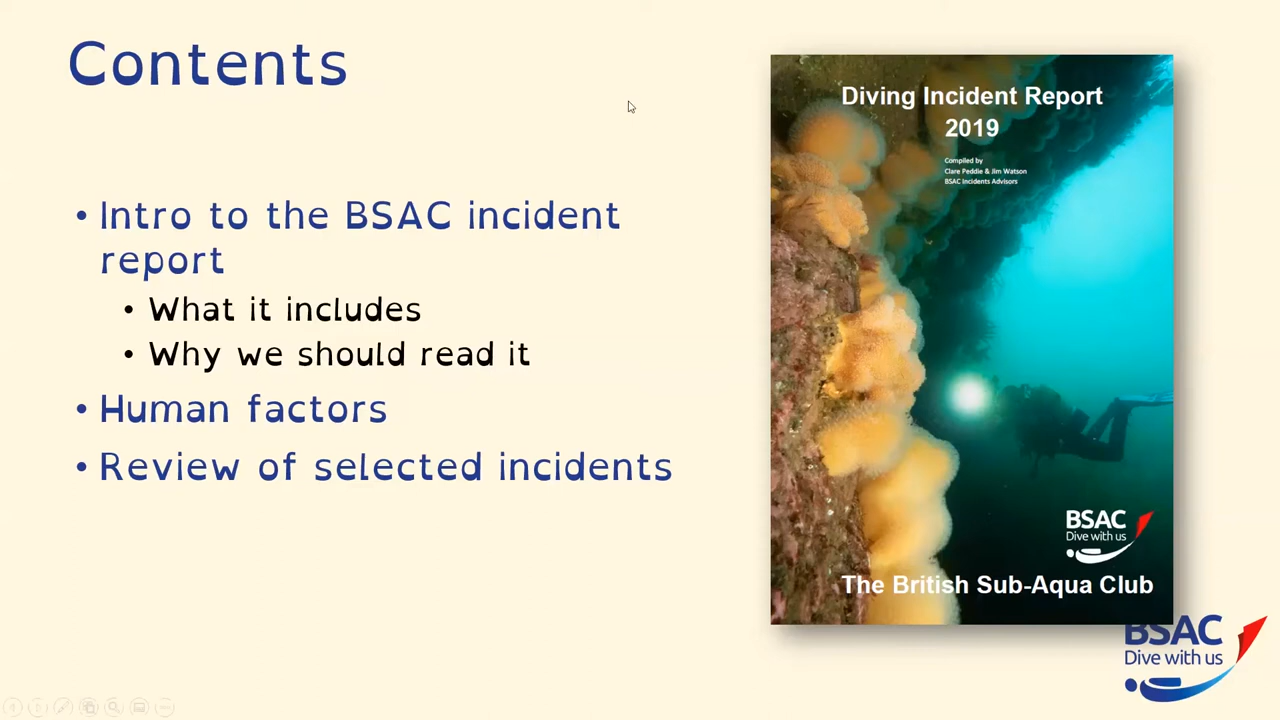 Contents
• Intro to the BSAC incident
report
• What it includes
• Why we should read it
• Human factors
• Review of selected incidents
Diving Incident Report
2019
Compiled by
Clare Peddie & Jim Watson
BSAC Incidents Advisors
BSAC
Dive with us
The British Sub-Aqua Club
BSAC
Dive with us